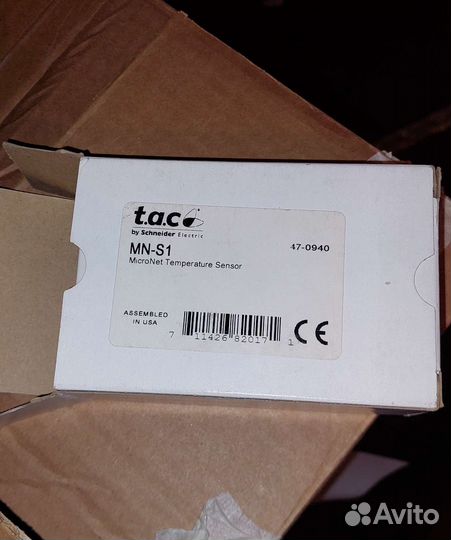 t.a.c
by Schneider Electric
MN-S1 47-0940
MicroNet Temperature Sensor
ASSEMBLED
IN USA
7 11426 82017 1
CE
Avito